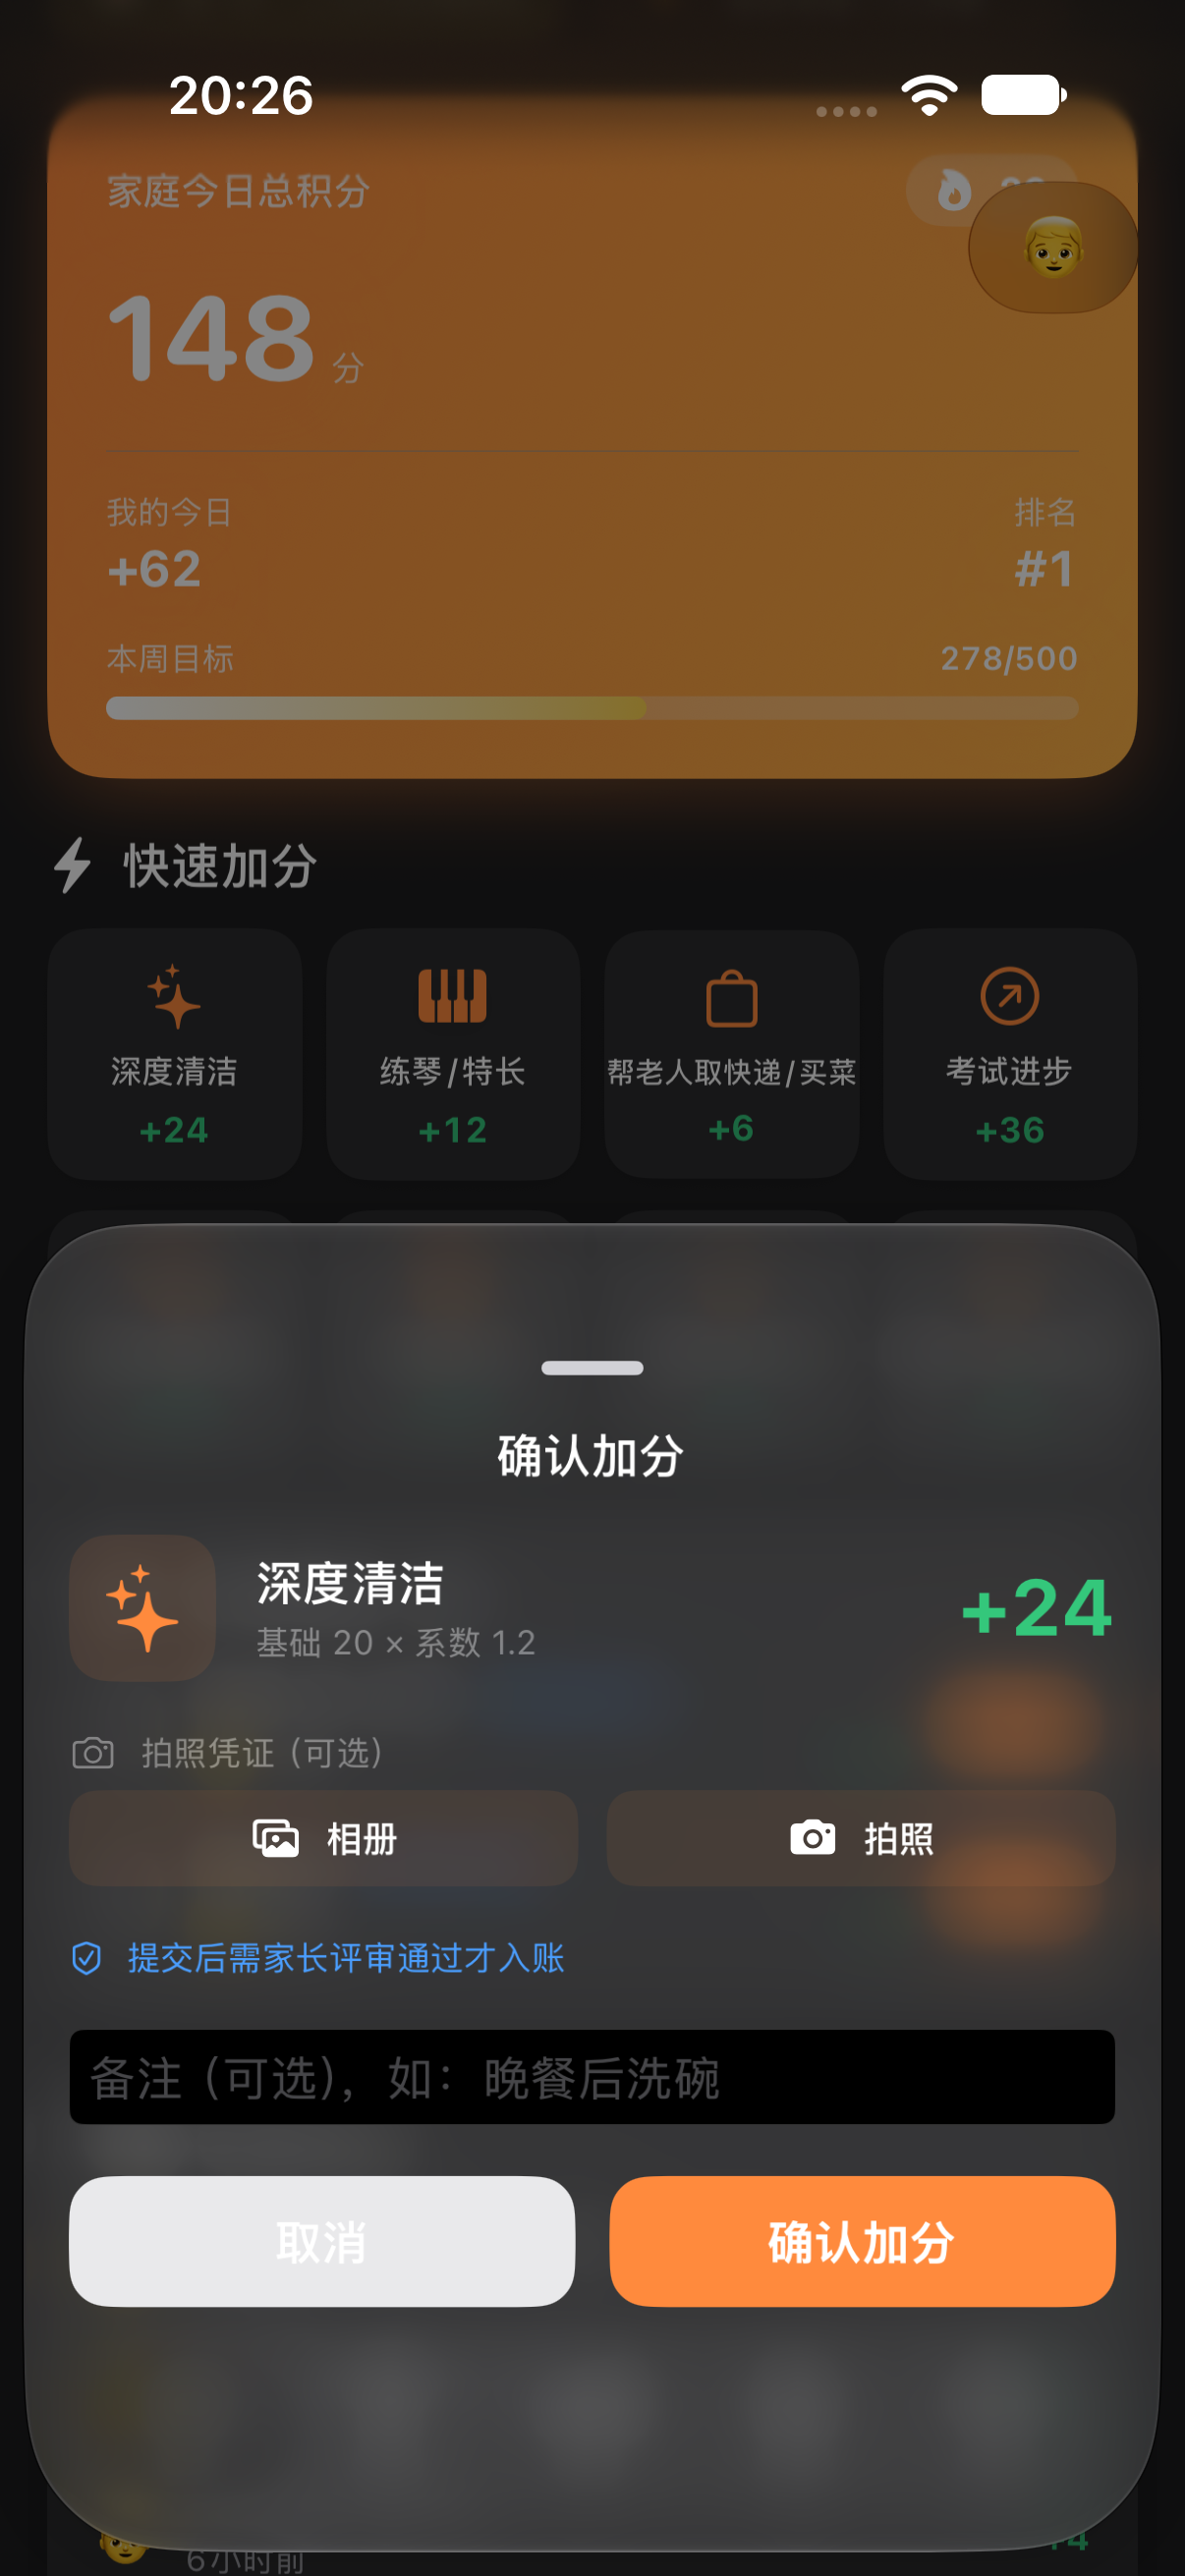 20:26
家庭今日总积分
148 分
我的今日
排名
+62
#1
本周目标
278/500
快速加分
深度清洁
练琴/特长
帮老人取快递/买菜
考试进步
+24
+12
+6
+36
确认加分
深度清洁
+24
基础 20 × 系数 1.2
拍照凭证（可选）
相册
拍照
提交后需家长评审通过才入账
备注（可选），如：晚餐后洗碗
取消
确认加分
6小时前